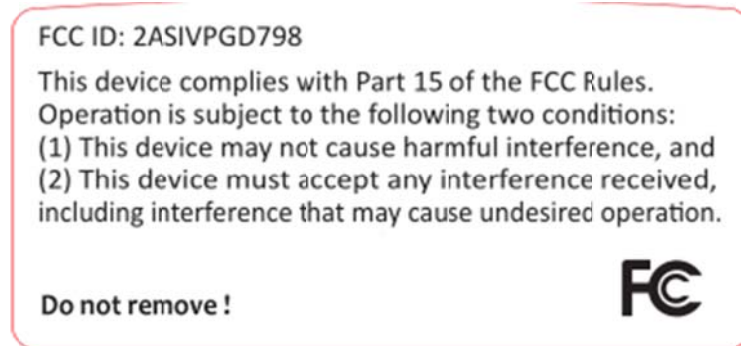 FCC ID: 2ASIVPGD798
This device complies with Part 15 of the FCC Rules.
Operation is subject to the following two conditions:
(1) This device may not cause harmful interference, and
(2) This device must accept any interference received,
including interference that may cause undesired operation.
FC
Do not remove !